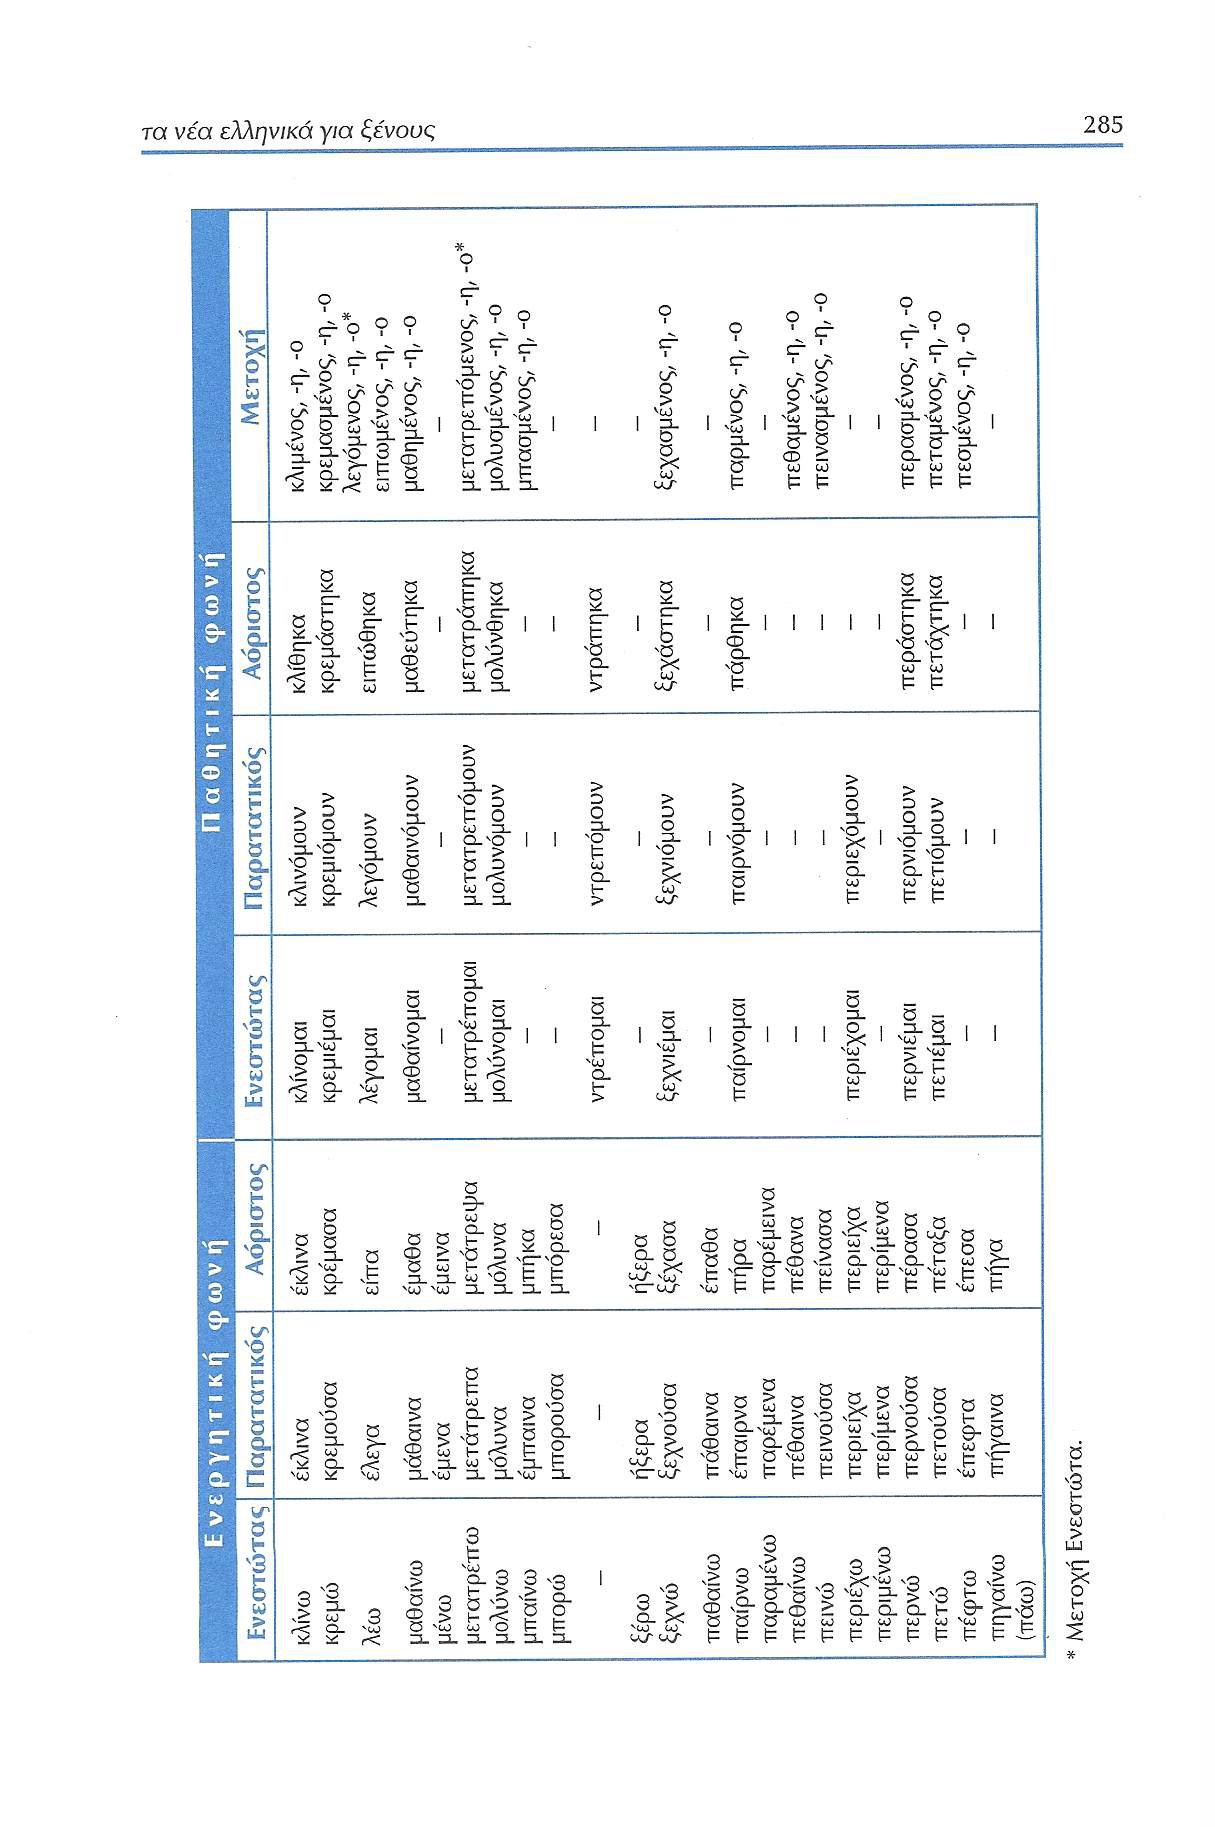 τα νέα ελληνικά για ξένους 285
Ενεργητική φωνή Παθητική φωνή
Ενεστώτας Παρατατικός Αόριστος Ενεστώτας Παρατατικός Αόριστος Μετοχή
κλίνω έκλινα έκλινα κλίνομαι κλινόμουν κλίθηκα κλιμένος, -η, -ο
κρεμώ κρεμούσα κρέμασα κρεμιέμαι κρεμιόμουν κρεμάστηκα κρεμασμένος, -η, -ο
λεγόμενος, -η, -ο*
λέω έλεγα είπα λέγομαι λεγόμουν ειπώθηκα ειπωμένος, -η, -ο
μαθαίνω μάθαινα έμαθα μαθαίνομαι μαθαινόμουν μαθεύτηκα μαθημένος, -η, -ο
μένω έμενα έμεινα – – – –
μετατρέπω μετάτρεπα μετάτρεψα μετατρέπομαι μετατρεπόμουν μετατράπηκα μετατρεπόμενος, -η, -ο*
μολύνω μόλυνα μόλυνα μολύνομαι μολυνόμουν μολύνθηκα μολυσμένος, -η, -ο
μπαίνω έμπαινα μπήκα – – – μπασμένος, -η, -ο
μπορώ μπορούσα μπόρεσα – – – –
– – – ντρέπομαι ντρεπόμουν ντράπηκα –
ξέρω ήξερα ήξερα – – – –
ξεχνώ ξεχνούσα ξέχασα ξεχνιέμαι ξεχνιόμουν ξεχάστηκα ξεχασμένος, -η, -ο
παθαίνω πάθαινα έπαθα – – – –
παίρνω έπαιρνα πήρα παίρνομαι παιρνόμουν πάρθηκα παρμένος, -η, -ο
παραμένω παρέμενα παρέμεινα – – – –
πεθαίνω πέθαινα πέθανα – – – πεθαμένος, -η, -ο
πεινώ πεινούσα πείνασα – – – πεινασμένος, -η, -ο
περιέχω περιείχα περιείχα περιέχομαι περιεχόμουν – –
περιμένω περίμενα περίμενα – – – –
περνώ περνούσα πέρασα περνιέμαι περνιόμουν περάστηκα περασμένος, -η, -ο
πετώ πετούσα πέταξα πετιέμαι πετιόμουν πετάχτηκα πεταμένος, -η, -ο
πέφτω έπεφτα έπεσα – – – πεσμένος, -η, -ο
πηγαίνω πήγαινα πήγα – – – –
(πάω)
* Μετοχή Ενεστώτα.